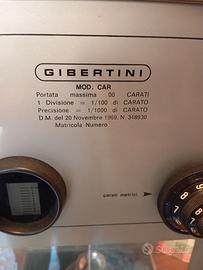 GIBERTINI
MOD. CAR
Portata massima 00 CARATI
1 Divisione = 1/100 di CARATO
Precisione = 1/1000 di CARATO
D.M. del 20 Novembre 1969, N. 348930
Matricola Numero
carati metrici